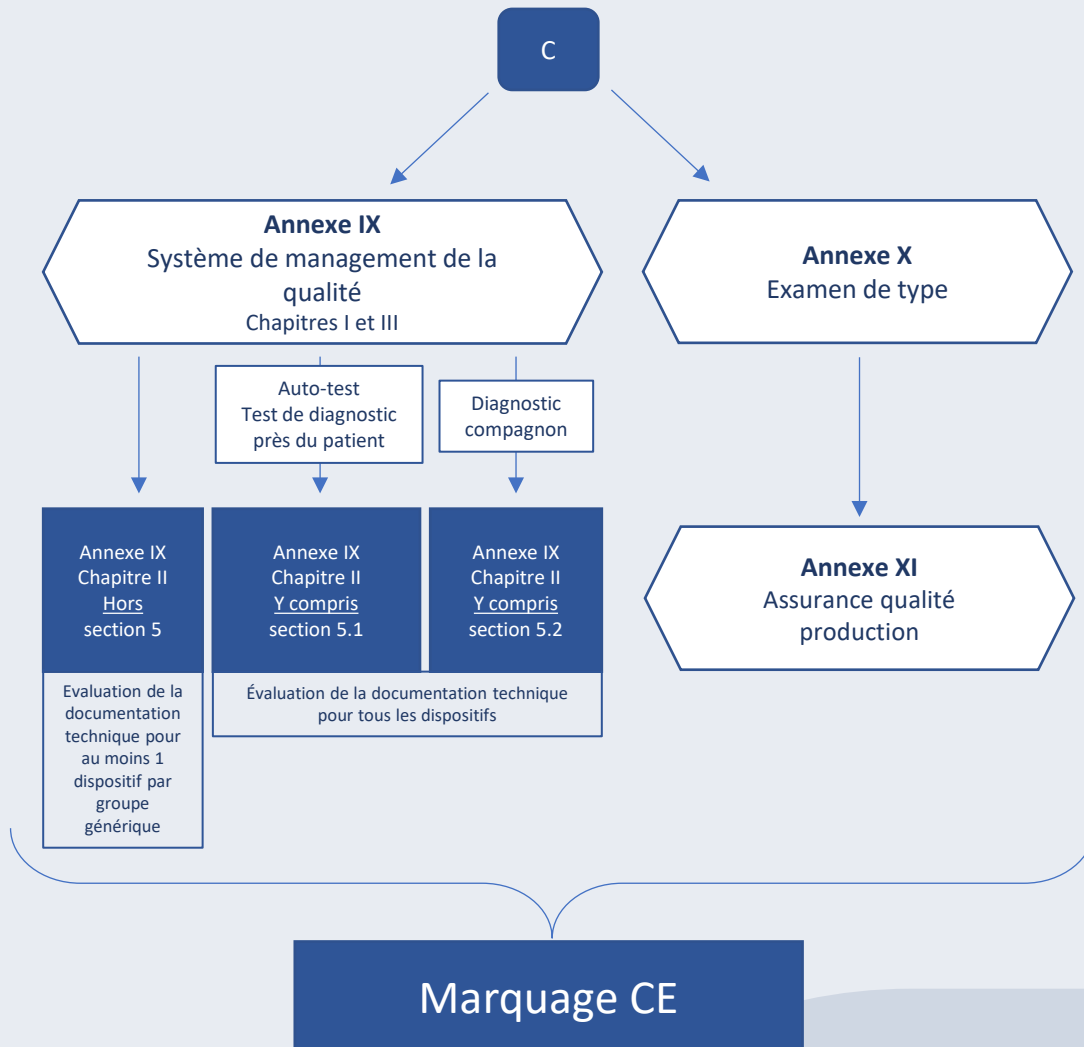 C
Annexe IX
Système de management de la
qualité
Chapitres I et III
Annexe X
Examen de type
Auto-test
Test de diagnostic
près du patient
Diagnostic
compagnon
Annexe IX
Chapitre II
Hors
section 5
Annexe IX
Chapitre II
Y compris
section 5.1
Annexe IX
Chapitre II
Y compris
section 5.2
Annexe XI
Assurance qualité
production
Evaluation de la
documentation
technique pour
au moins 1
dispositif par
groupe
générique
Évaluation de la documentation technique
pour tous les dispositifs
Marquage CE